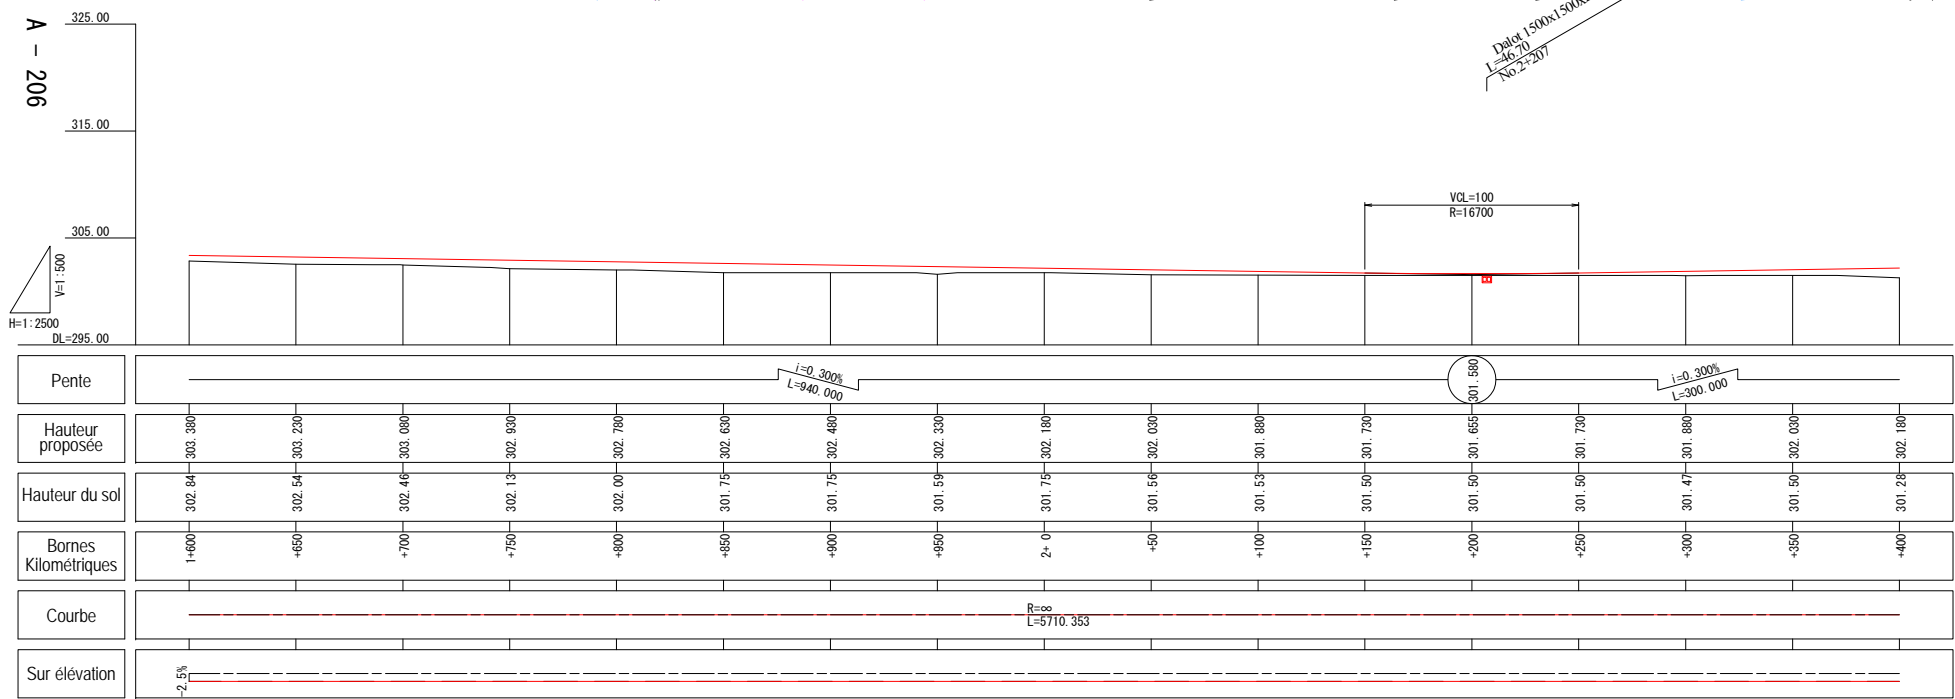 A - 206
325.00
315.00
305.00
DL=295.00
V=1:500
H=1:2500
Dalot 1500x1500x
L=46.70
No.2+207
VCL=100
R=16700
Pente
i=0.300%
L=940.000
301.580
i=0.300%
L=300.000
Hauteur
proposée
303.380 303.230 303.080 302.930 302.780 302.630 302.480 302.330 302.180 302.030 301.880 301.730 301.655 301.730 301.880 302.030 302.180
Hauteur du sol
302.84 302.54 302.46 302.13 302.00 301.75 301.75 301.59 301.75 301.56 301.53 301.50 301.50 301.50 301.47 301.50 301.28
Bornes
Kilométriques
1+600 +650 +700 +750 +800 +850 +900 +950 2+ 0 +50 +100 +150 +200 +250 +300 +350 +400
Courbe
R=∞
L=5710.353
Sur élévation
-2.5%